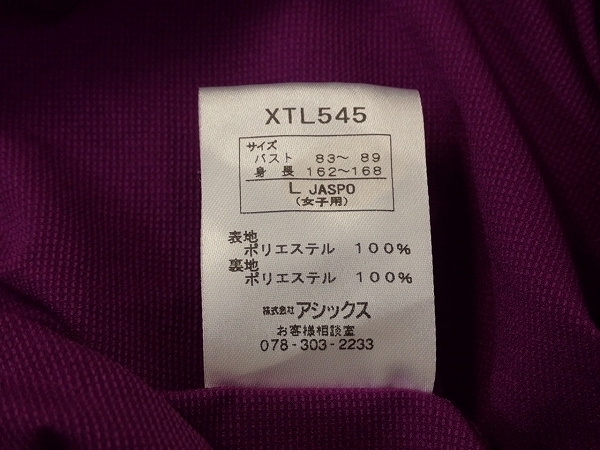 XTL545
サイズ
バスト 83～ 89
身 長 162～168
L JASPO
(女子用)
表地
ポリエステル 100%
裏地
ポリエステル 100%
株式会社アシックス
お客様相談室
078-303-2233